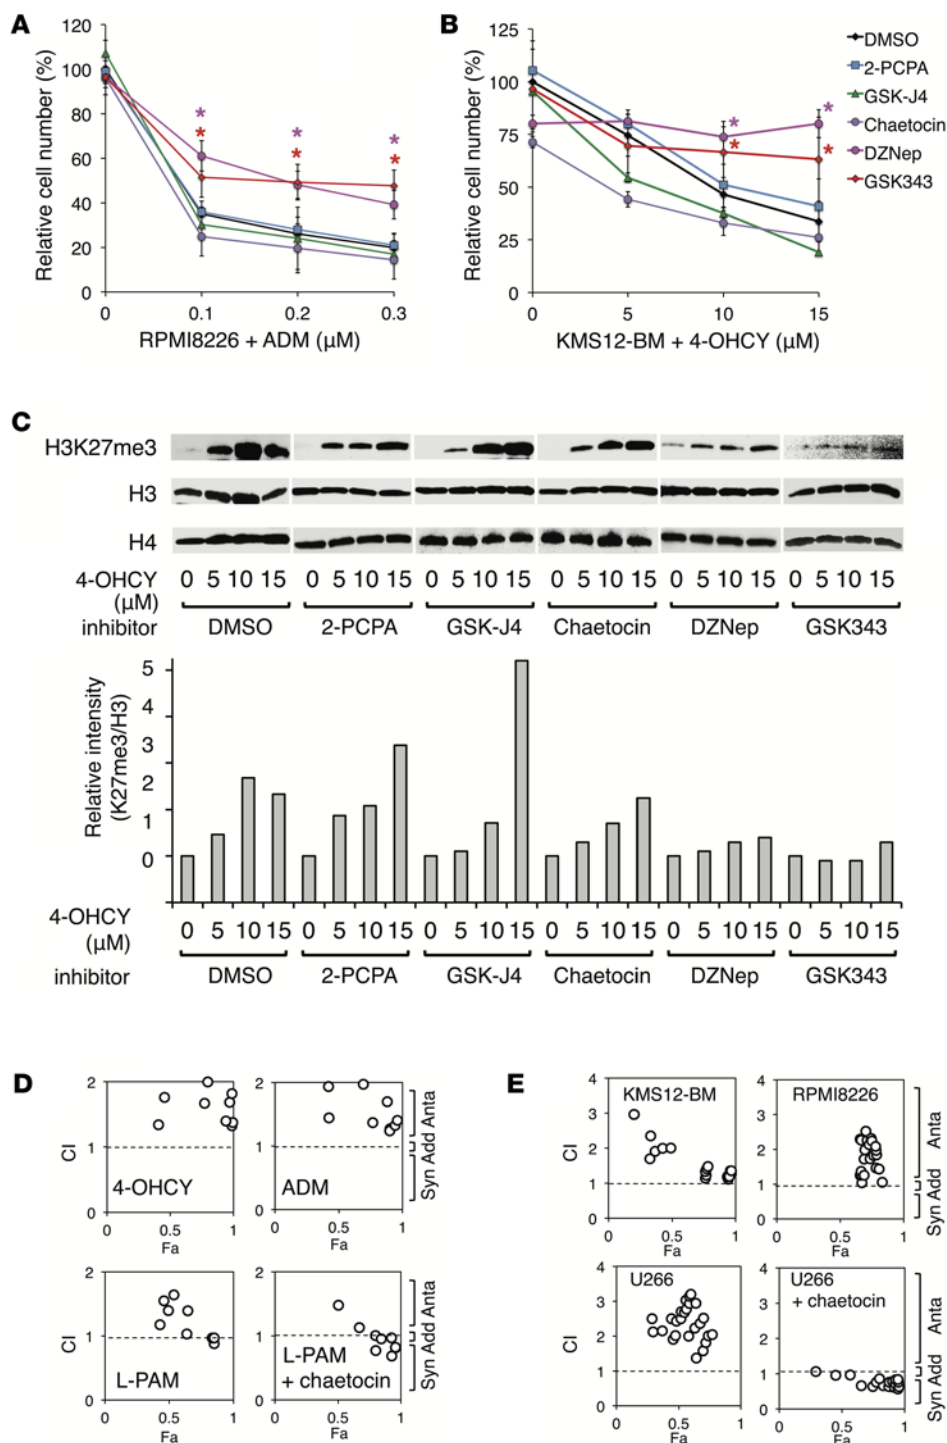 A
B
Relative cell number (%)
120
100
80
60
40
20
0
* * *
* * *
0 0.1 0.2 0.3
RPMI8226 + ADM (µM)
Relative cell number (%)
125
100
75
50
25
0
* *
* *
0 5 10 15
KMS12-BM + 4-OHCY (µM)
DMSO
2-PCPA
GSK-J4
Chaetocin
DZNep
GSK343
C
H3K27me3
H3
H4
4-OHCY 0 5 10 15 0 5 10 15 0 5 10 15 0 5 10 15 0 5 10 15 0 5 10 15
(µM)
inhibitor DMSO 2-PCPA GSK-J4 Chaetocin DZNep GSK343
Relative intensity
(K27me3/H3)
5
4
3
2
1
0
4-OHCY 0 5 10 15 0 5 10 15 0 5 10 15 0 5 10 15 0 5 10 15 0 5 10 15
(µM)
inhibitor DMSO 2-PCPA GSK-J4 Chaetocin DZNep GSK343
D
CI
2
1
0
4-OHCY
0 0.5 1
Fa
2
1
0
ADM
0 0.5 1
Fa
Syn Add Anta
CI
2
1
0
L-PAM
0 0.5 1
Fa
2
1
0
L-PAM
+ chaetocin
0 0.5 1
Fa
Syn Add Anta
E
CI
4
3
2
1
0
KMS12-BM
0 0.5 1
Fa
4
3
2
1
0
RPMI8226
0 0.5 1
Fa
Syn Add Anta
CI
4
3
2
1
0
U266
0 0.5 1
Fa
4
3
2
1
0
U266
+ chaetocin
0 0.5 1
Fa
Syn Add Anta